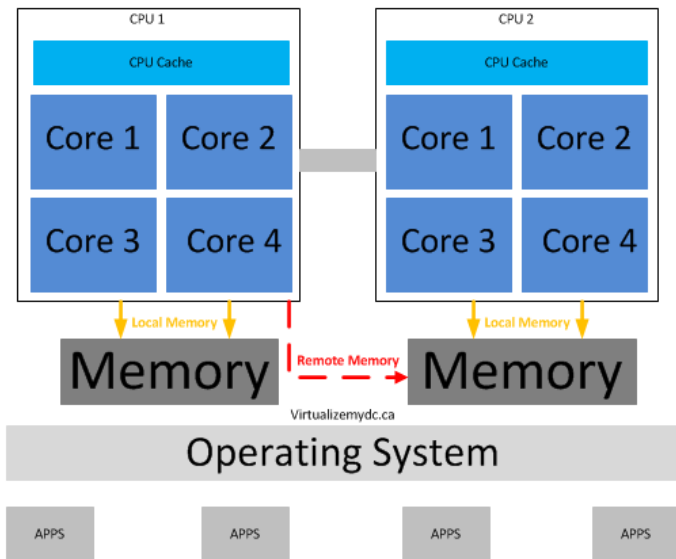 CPU 1
CPU 2
CPU Cache
CPU Cache
Core 1
Core 2
Core 1
Core 2
Core 3
Core 4
Core 3
Core 4
Local Memory
Local Memory
Memory
Remote Memory
Memory
Virtualizemydc.ca
Operating System
APPS
APPS
APPS
APPS